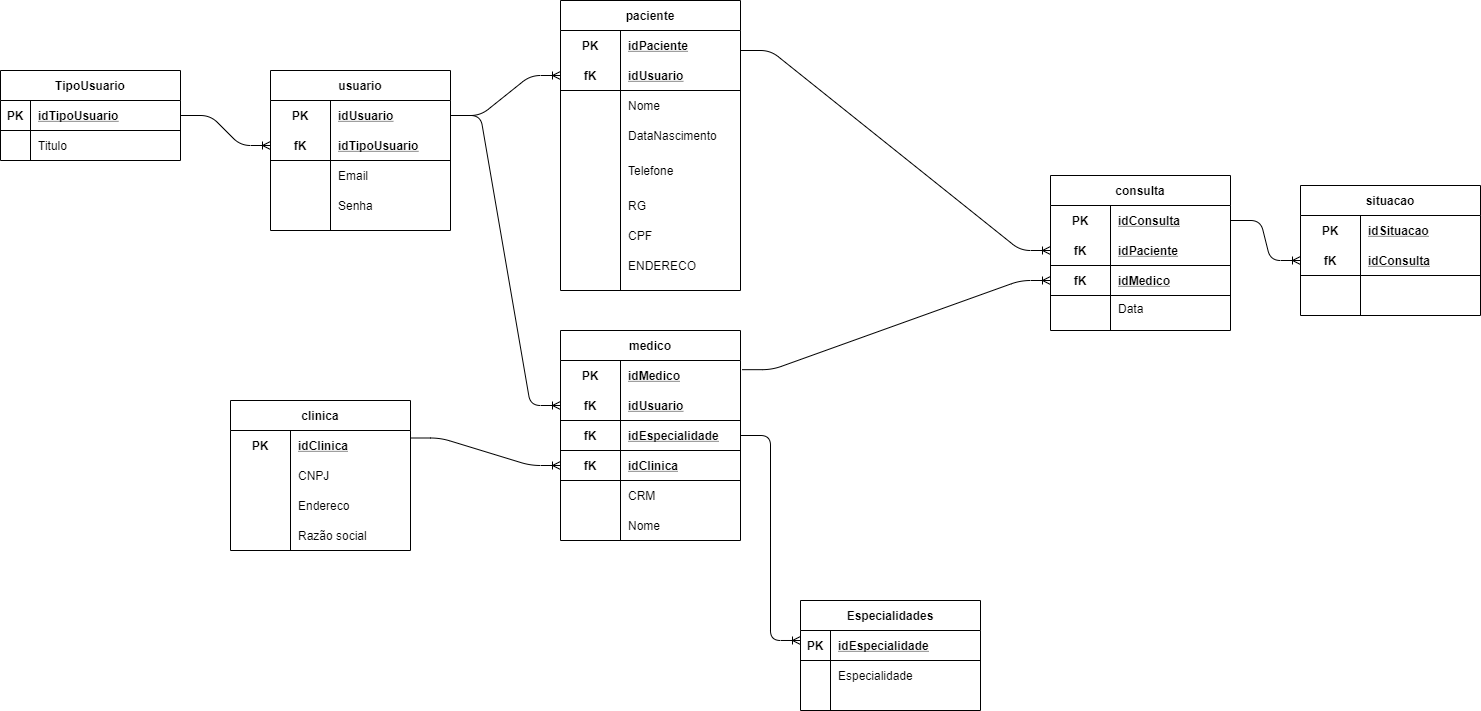 TipoUsuario
PK idTipoUsuario
Titulo
usuario
PK idUsuario
fK idTipoUsuario
Email
Senha
paciente
PK idPaciente
fK idUsuario
Nome
DataNascimento
Telefone
RG
CPF
ENDERECO
consulta
PK idConsulta
fK idPaciente
fK idMedico
Data
situacao
PK idSituacao
fK idConsulta
medico
PK idMedico
fK idUsuario
fK idEspecialidade
fK idClinica
CRM
Nome
clinica
PK idClinica
CNPJ
Endereco
Razão social
Especialidades
PK idEspecialidade
Especialidade